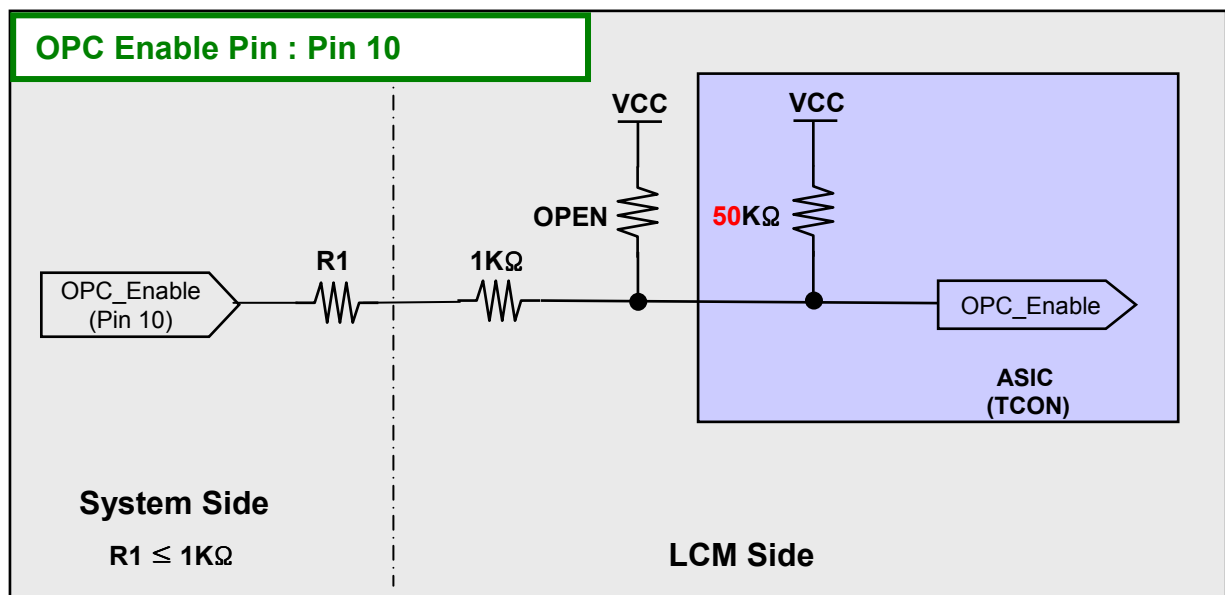 OPC Enable Pin : Pin 10
VCC
VCC
OPEN
50KΩ
R1
1KΩ
OPC_Enable
(Pin 10)
OPC_Enable
ASIC
(TCON)
System Side
R1 ≤ 1KΩ
LCM Side